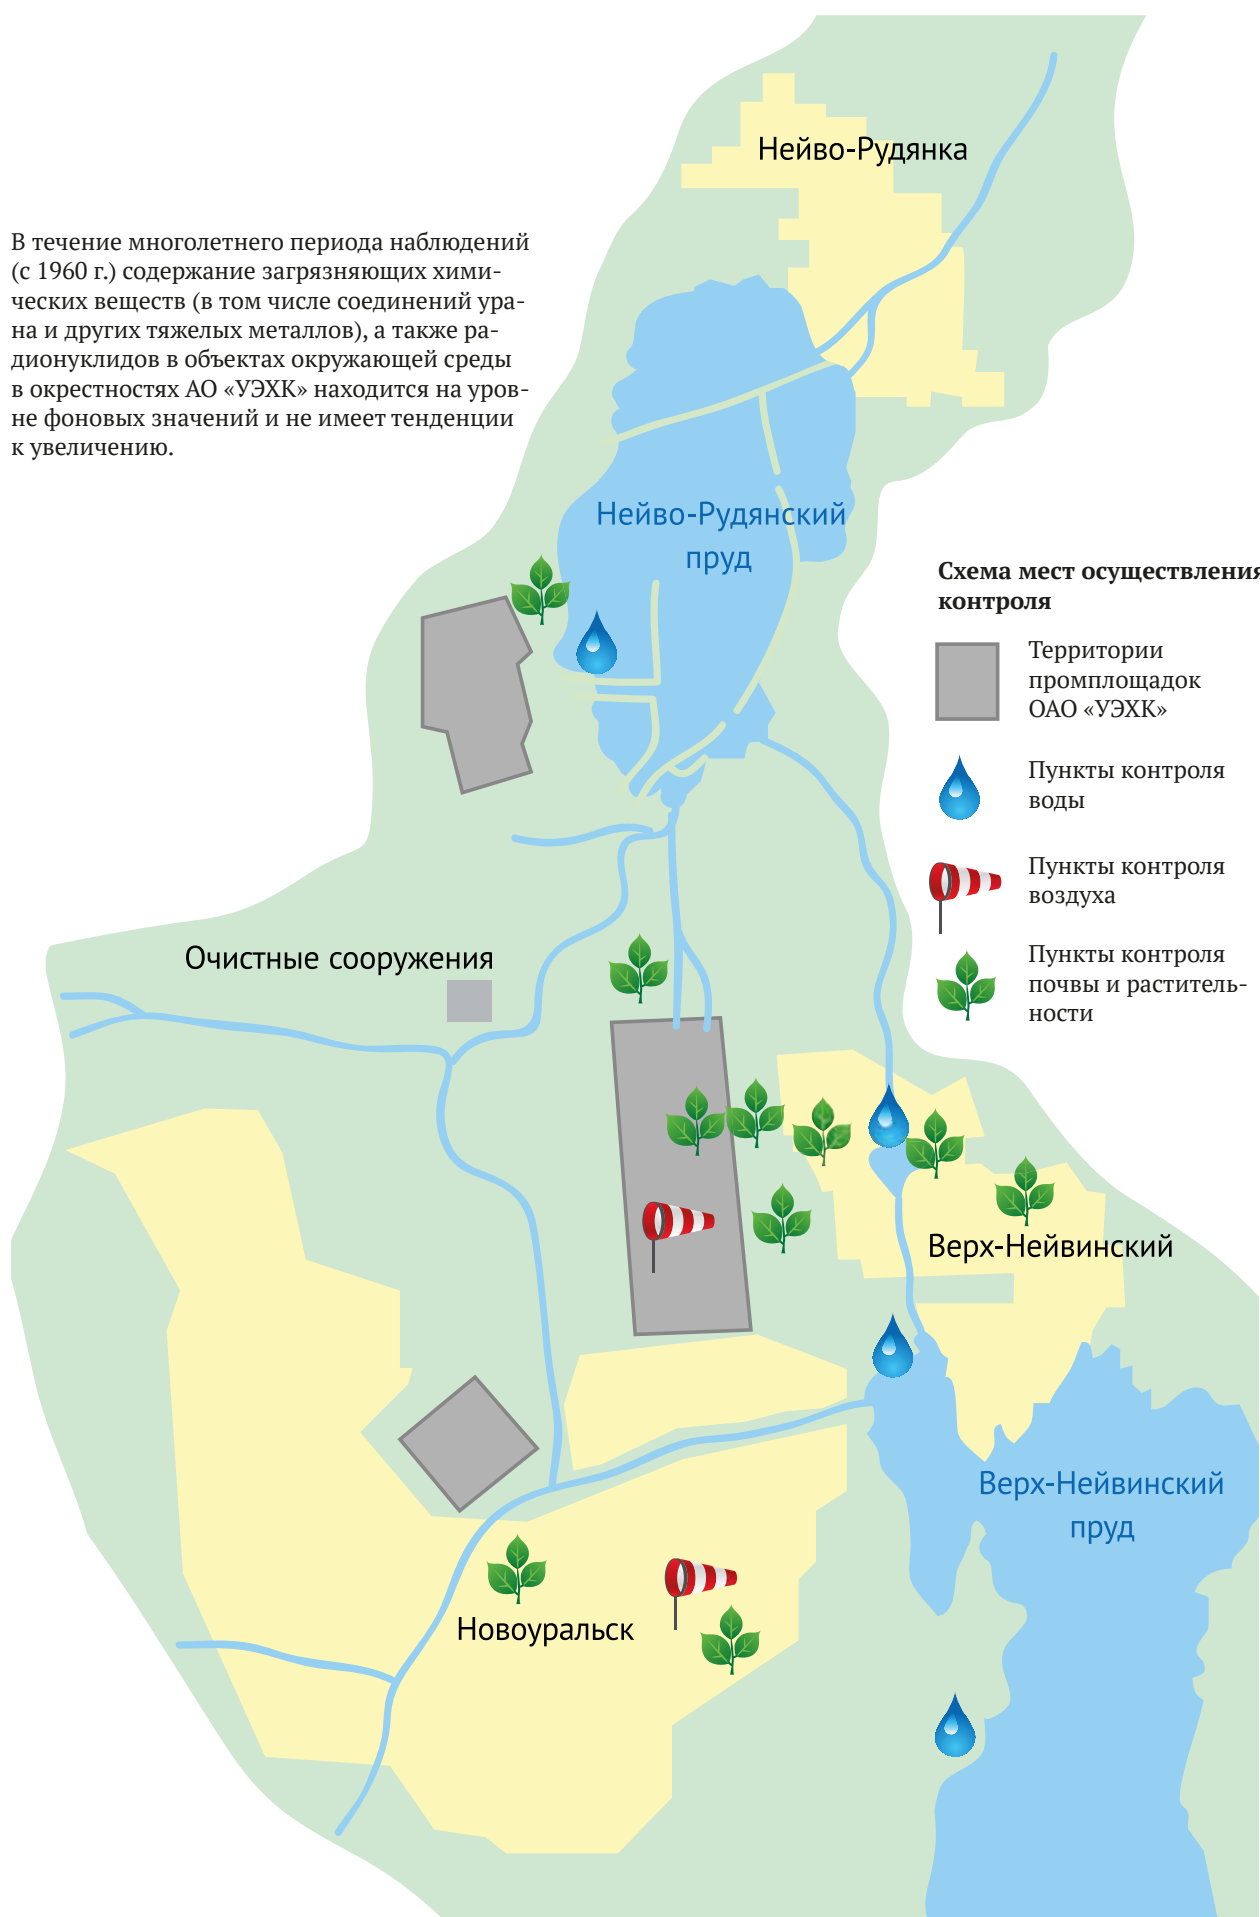 Нейво-Рудянка
В течение многолетнего периода наблюдений
(с 1960 г.) содержание загрязняющих хими-
ческих веществ (в том числе соединений ура-
на и других тяжелых металлов), а также ра-
дионуклидов в объектах окружающей среды
в окрестностях АО «УЭХК» находится на уров-
не фоновых значений и не имеет тенденции
к увеличению.
Нейво-Рудянский
пруд
Схема мест осуществления
контроля
Территории
промплощадок
ОАО «УЭХК»
Пункты контроля
воды
Пункты контроля
воздуха
Пункты контроля
почвы и раститель-
ности
Очистные сооружения
Верх-Нейвинский
Верх-Нейвинский
пруд
Новоуральск